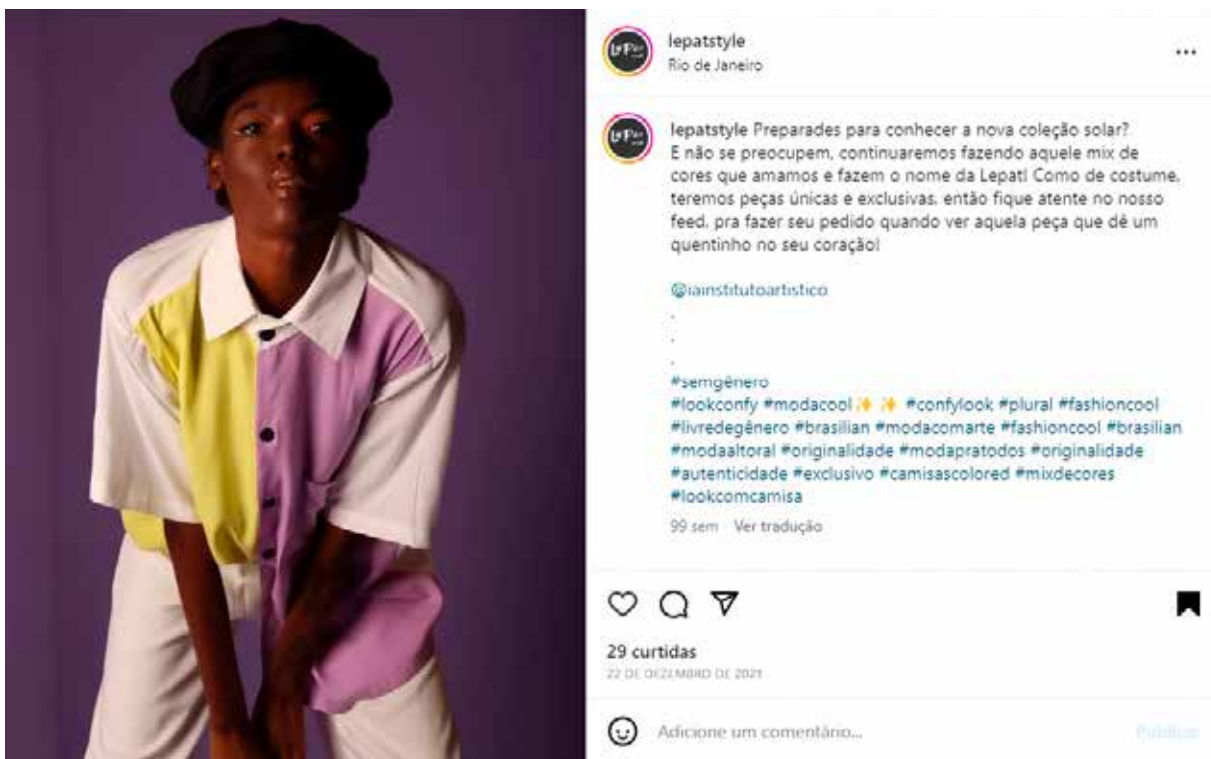 lepatstyle
Rio de Janeiro
lepatstyle Preparades para conhecer a nova coleção solar?
E não se preocupem, continuaremos fazendo aquele mix de
cores que amamos e fazem o nome da Lepat! Como de costume,
teremos peças únicas e exclusivas, então fique atente no nosso
feed, pra fazer seu pedido quando ver aquela peça que dê um
quentinho no seu coração!
@iainstitutoartistico
.
.
.
#semgênero
#lookconfy #modacool✨ ✨ #confylook #plural #fashioncool
#livredegênero #brasilian #modacomarte #fashioncool #brasilian
#modaaltoral #originalidade #modapratodos #originalidade
#autenticidade #exclusivo #camisascolored #mixdecores
#lookcomcamisa
99 sem Ver tradução
29 curtidas
22 DE DEZEMBRO DE 2021
Adicione um comentário...
Publicar